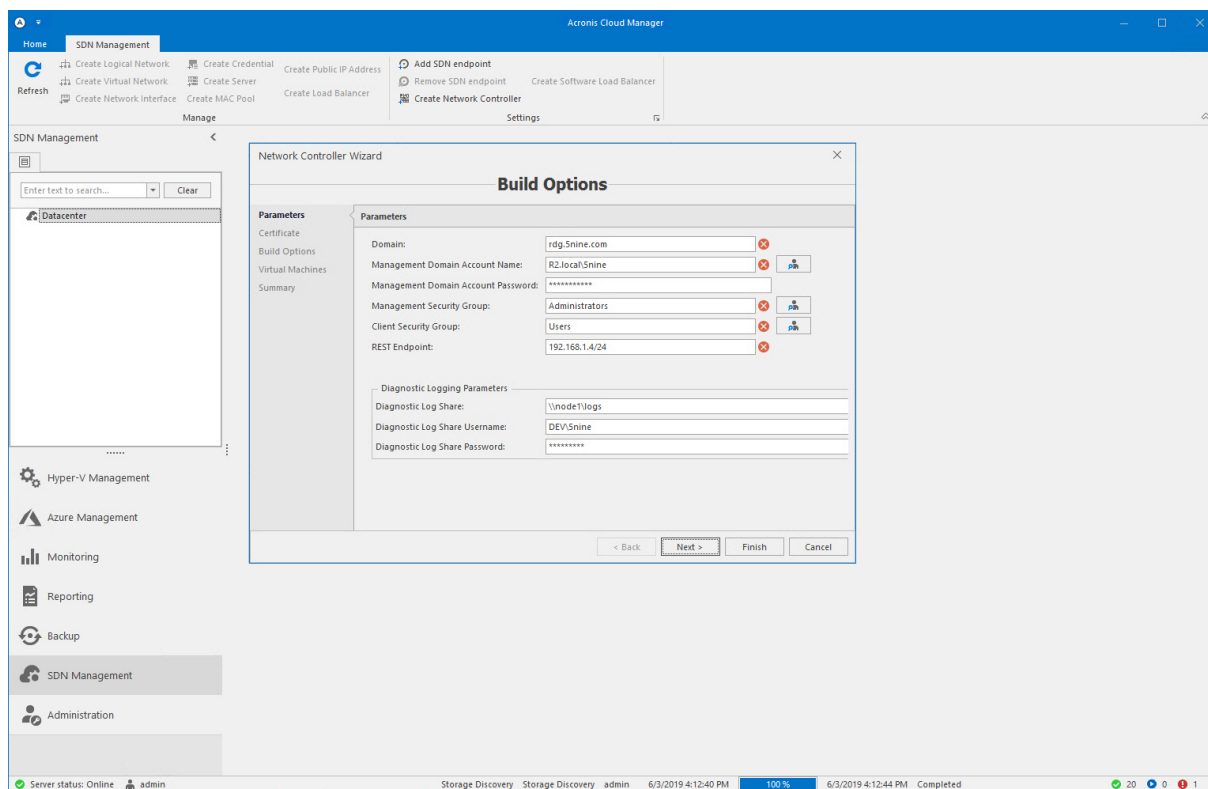 Acronis Cloud Manager
Home SDN Management
Refresh
Create Logical Network
Create Virtual Network
Create Network Interface
Create Credential
Create Server
Create MAC Pool
Create Public IP Address
Create Load Balancer
Manage
Add SDN endpoint
Remove SDN endpoint
Create Network Controller
Create Software Load Balancer
Settings
SDN Management
Enter text to search... Clear
Datacenter
Hyper-V Management
Azure Management
Monitoring
Reporting
Backup
SDN Management
Administration
Network Controller Wizard
Build Options
Parameters
Certificate
Build Options
Virtual Machines
Summary
Parameters
Domain: rdg.5nine.com
Management Domain Account Name: R2.local\5nine
Management Domain Account Password: ***********
Management Security Group: Administrators
Client Security Group: Users
REST Endpoint: 192.168.1.4/24
Diagnostic Logging Parameters
Diagnostic Log Share: \\node1\logs
Diagnostic Log Share Username: DEV\5nine
Diagnostic Log Share Password: *********
< Back Next > Finish Cancel
Server status: Online admin Storage Discovery Storage Discovery admin 6/3/2019 4:12:40 PM 100 % 6/3/2019 4:12:44 PM Completed 20 0 1